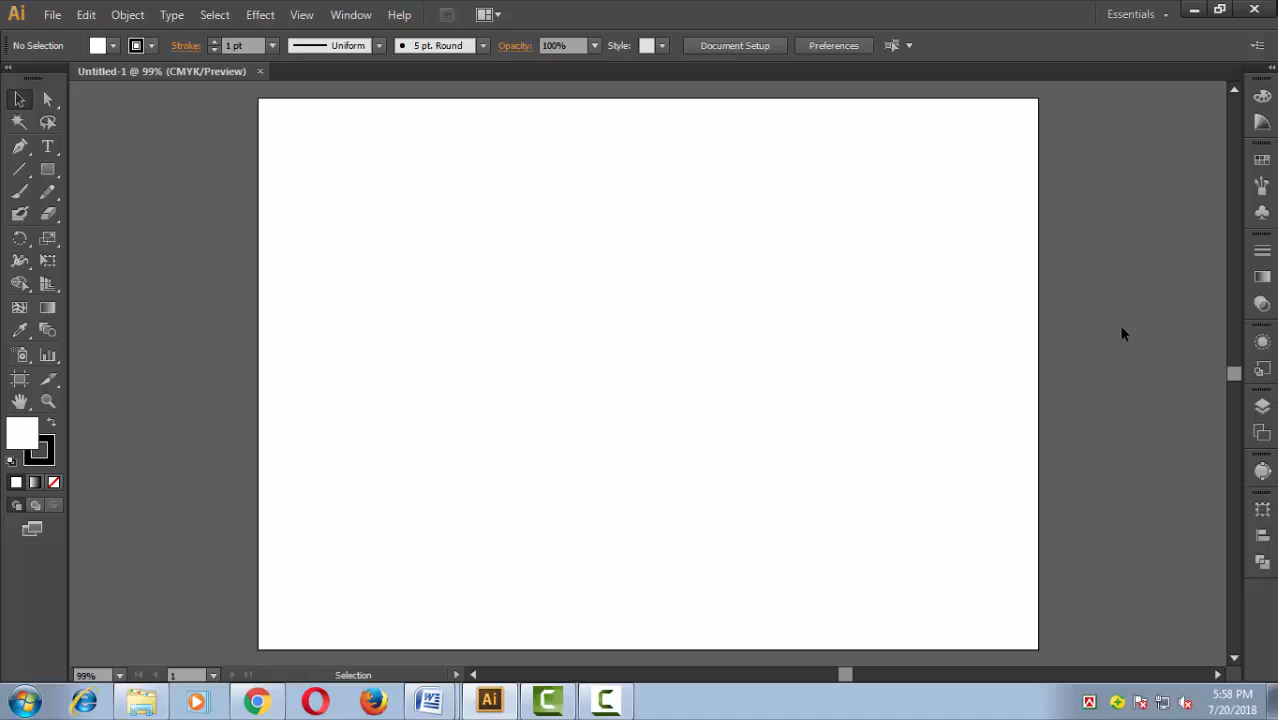 Ai File Edit Object Type Select Effect View Window Help Essentials
No Selection Stroke: 1 pt Uniform 5 pt. Round Opacity: 100% Style: Document Setup Preferences
Untitled-1 @ 99% (CMYK/Preview)
99% 1 Selection
5:58 PM
7/20/2018